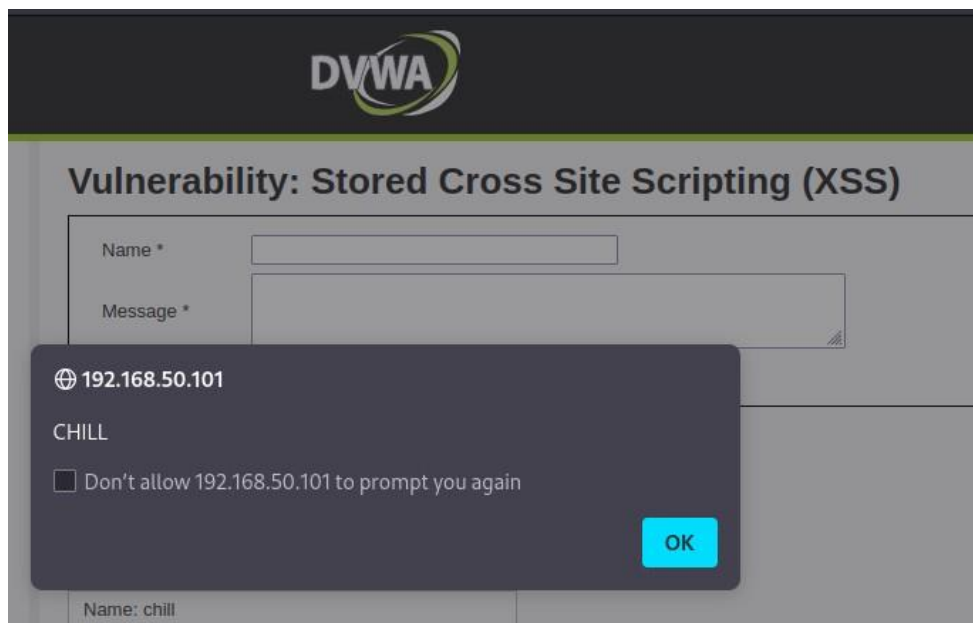 DVWA
Vulnerability: Stored Cross Site Scripting (XSS)
Name *
Message *
192.168.50.101
CHILL
Don't allow 192.168.50.101 to prompt you again
OK
Name: chill